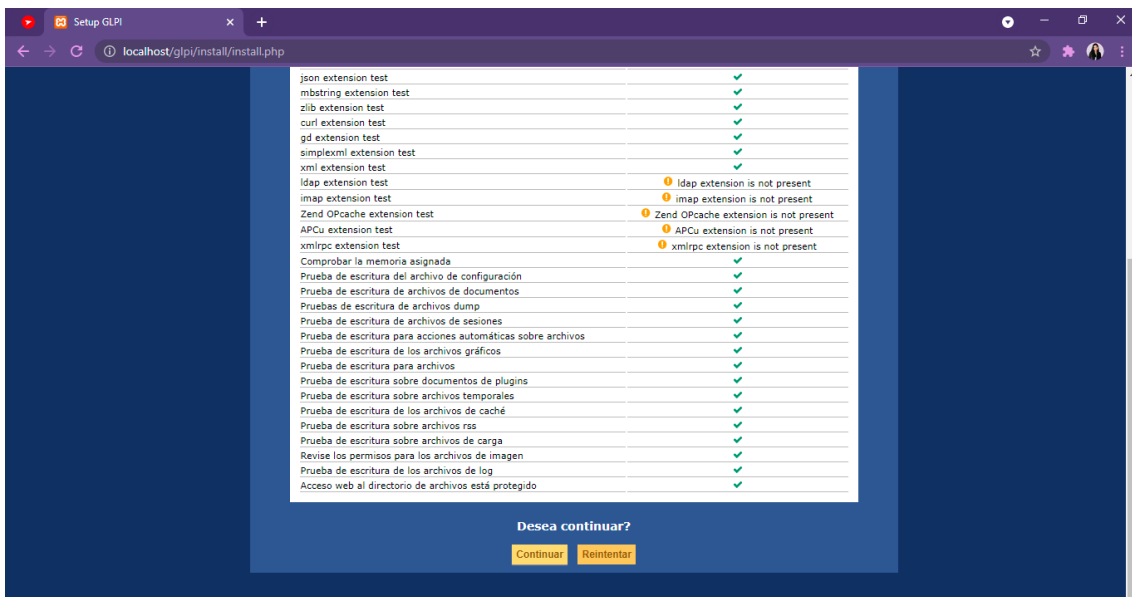 Setup GLPI
localhost/glpi/install/install.php
json extension test
mbstring extension test
zlib extension test
curl extension test
gd extension test
simplexml extension test
xml extension test
ldap extension test ldap extension is not present
imap extension test imap extension is not present
Zend OPcache extension test Zend OPcache extension is not present
APCu extension test APCu extension is not present
xmlrpc extension test xmlrpc extension is not present
Comprobar la memoria asignada
Prueba de escritura del archivo de configuración
Prueba de escritura de archivos de documentos
Pruebas de escritura de archivos dump
Prueba de escritura de archivos de sesiones
Prueba de escritura para acciones automáticas sobre archivos
Prueba de escritura de los archivos gráficos
Prueba de escritura para archivos
Prueba de escritura sobre documentos de plugins
Prueba de escritura sobre archivos temporales
Prueba de escritura de los archivos de caché
Prueba de escritura sobre archivos rss
Prueba de escritura sobre archivos de carga
Revise los permisos para los archivos de imagen
Prueba de escritura de los archivos de log
Acceso web al directorio de archivos está protegido
Desea continuar?
Continuar Reintentar